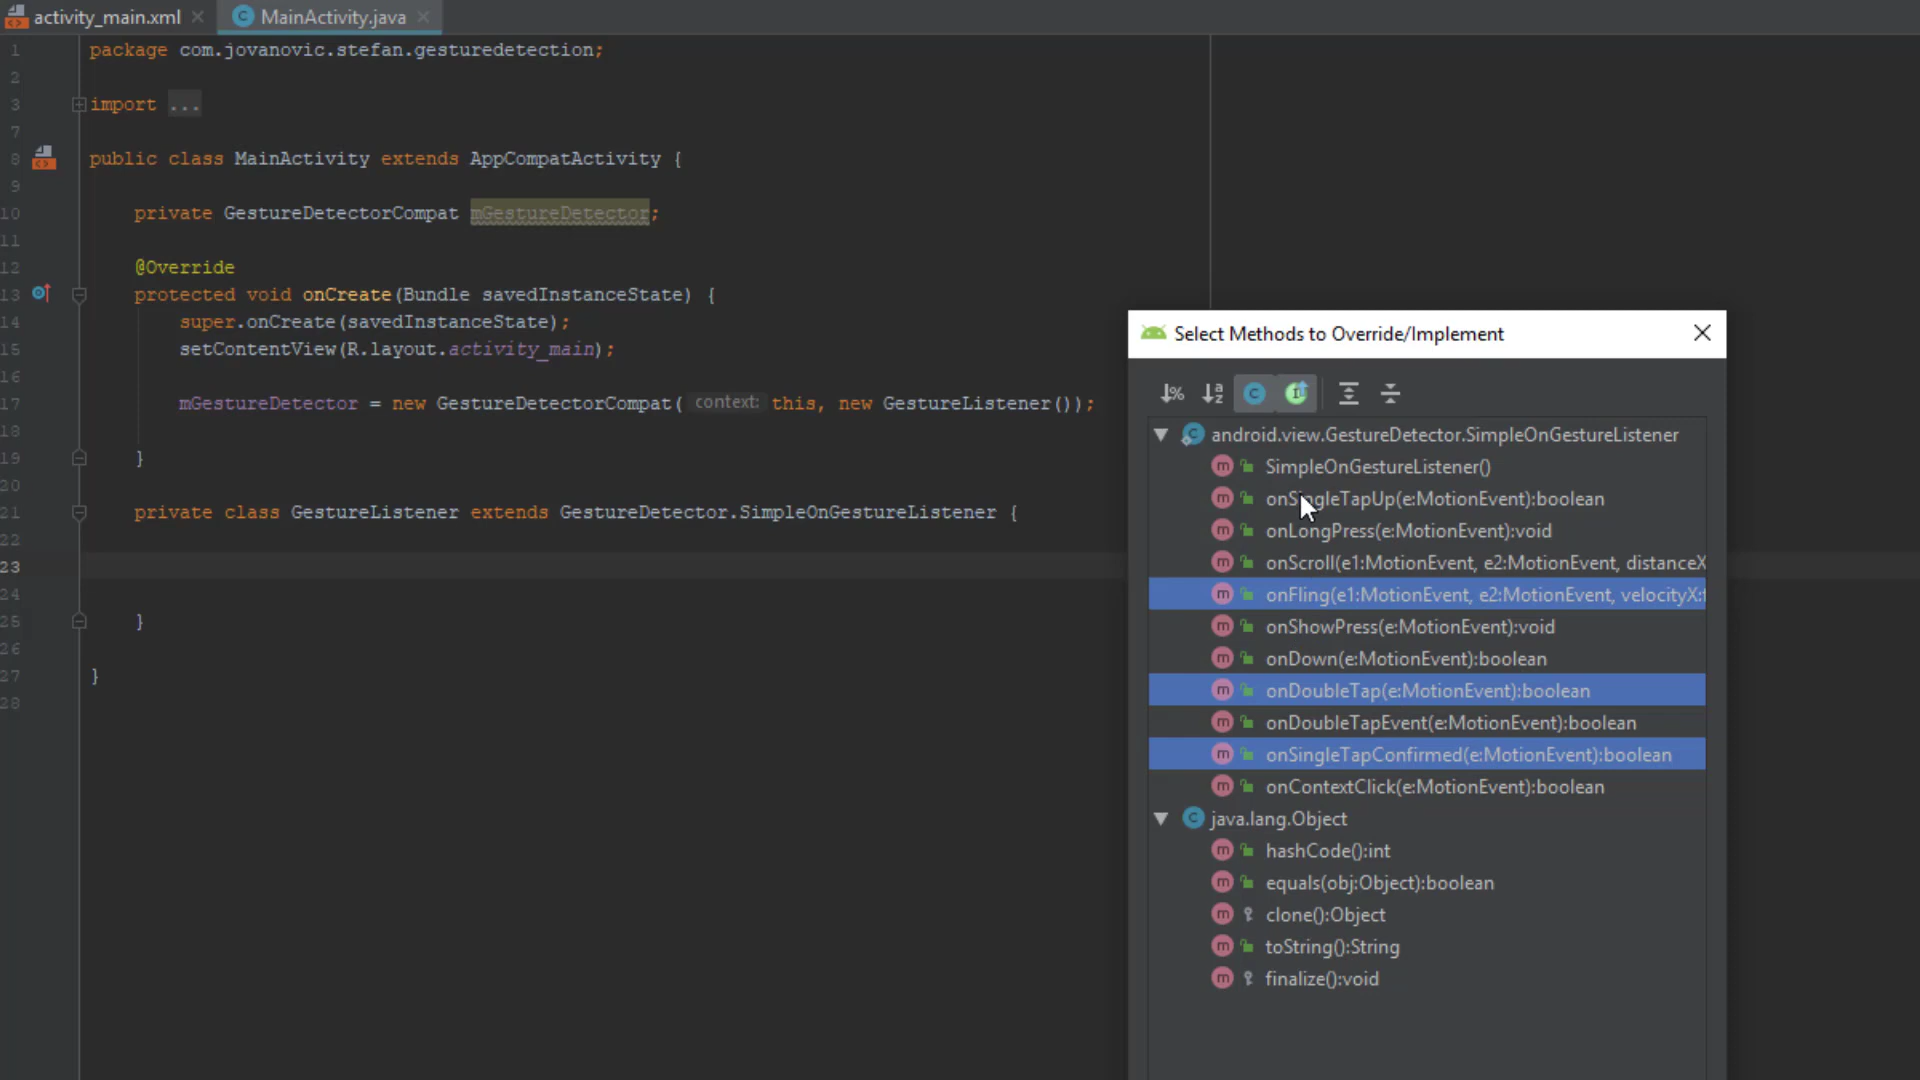 activity_main.xml
MainActivity.java
1 package com.jovanovic.stefan.gesturedetection;
2
3 import ...
7
8 public class MainActivity extends AppCompatActivity {
9
10 private GestureDetectorCompat mGestureDetector;
11
12 @Override
13 protected void onCreate(Bundle savedInstanceState) {
14 super.onCreate(savedInstanceState);
15 setContentView(R.layout.activity_main);
16
17 mGestureDetector = new GestureDetectorCompat( context: this, new GestureListener());
18
19 }
20
21 private class GestureListener extends GestureDetector.SimpleOnGestureListener {
22
23
24
25 }
26
27 }
28
Select Methods to Override/Implement
android.view.GestureDetector.SimpleOnGestureListener
SimpleOnGestureListener()
onSingleTapUp(e:MotionEvent):boolean
onLongPress(e:MotionEvent):void
onScroll(e1:MotionEvent, e2:MotionEvent, distanceX
onFling(e1:MotionEvent, e2:MotionEvent, velocityX:
onShowPress(e:MotionEvent):void
onDown(e:MotionEvent):boolean
onDoubleTap(e:MotionEvent):boolean
onDoubleTapEvent(e:MotionEvent):boolean
onSingleTapConfirmed(e:MotionEvent):boolean
onContextClick(e:MotionEvent):boolean
java.lang.Object
hashCode():int
equals(obj:Object):boolean
clone():Object
toString():String
finalize():void